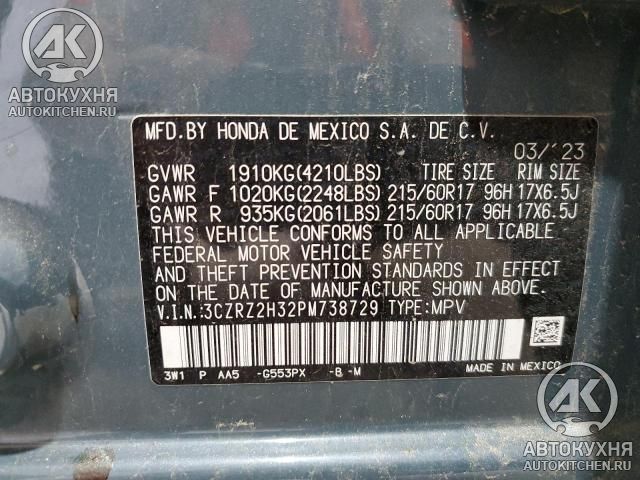 AK
АВТОКУХНЯ
AUTOKITCHEN.RU
MFD.BY HONDA DE MEXICO S.A. DE C.V.
03/'23
GVWR 1910KG(4210LBS) TIRE SIZE RIM SIZE
GAWR F 1020KG(2248LBS) 215/60R17 96H 17X6.5J
GAWR R 935KG(2061LBS) 215/60R17 96H 17X6.5J
THIS VEHICLE CONFORMS TO ALL APPLICABLE
FEDERAL MOTOR VEHICLE SAFETY
AND THEFT PREVENTION STANDARDS IN EFFECT
ON THE DATE OF MANUFACTURE SHOWN ABOVE.
V.I.N.:3CZRZ2H32PM738729 TYPE:MPV
3W1 P AA5 -G553PX -B -M
AK
АВТОКУХНЯ
AUTOKITCHEN.RU